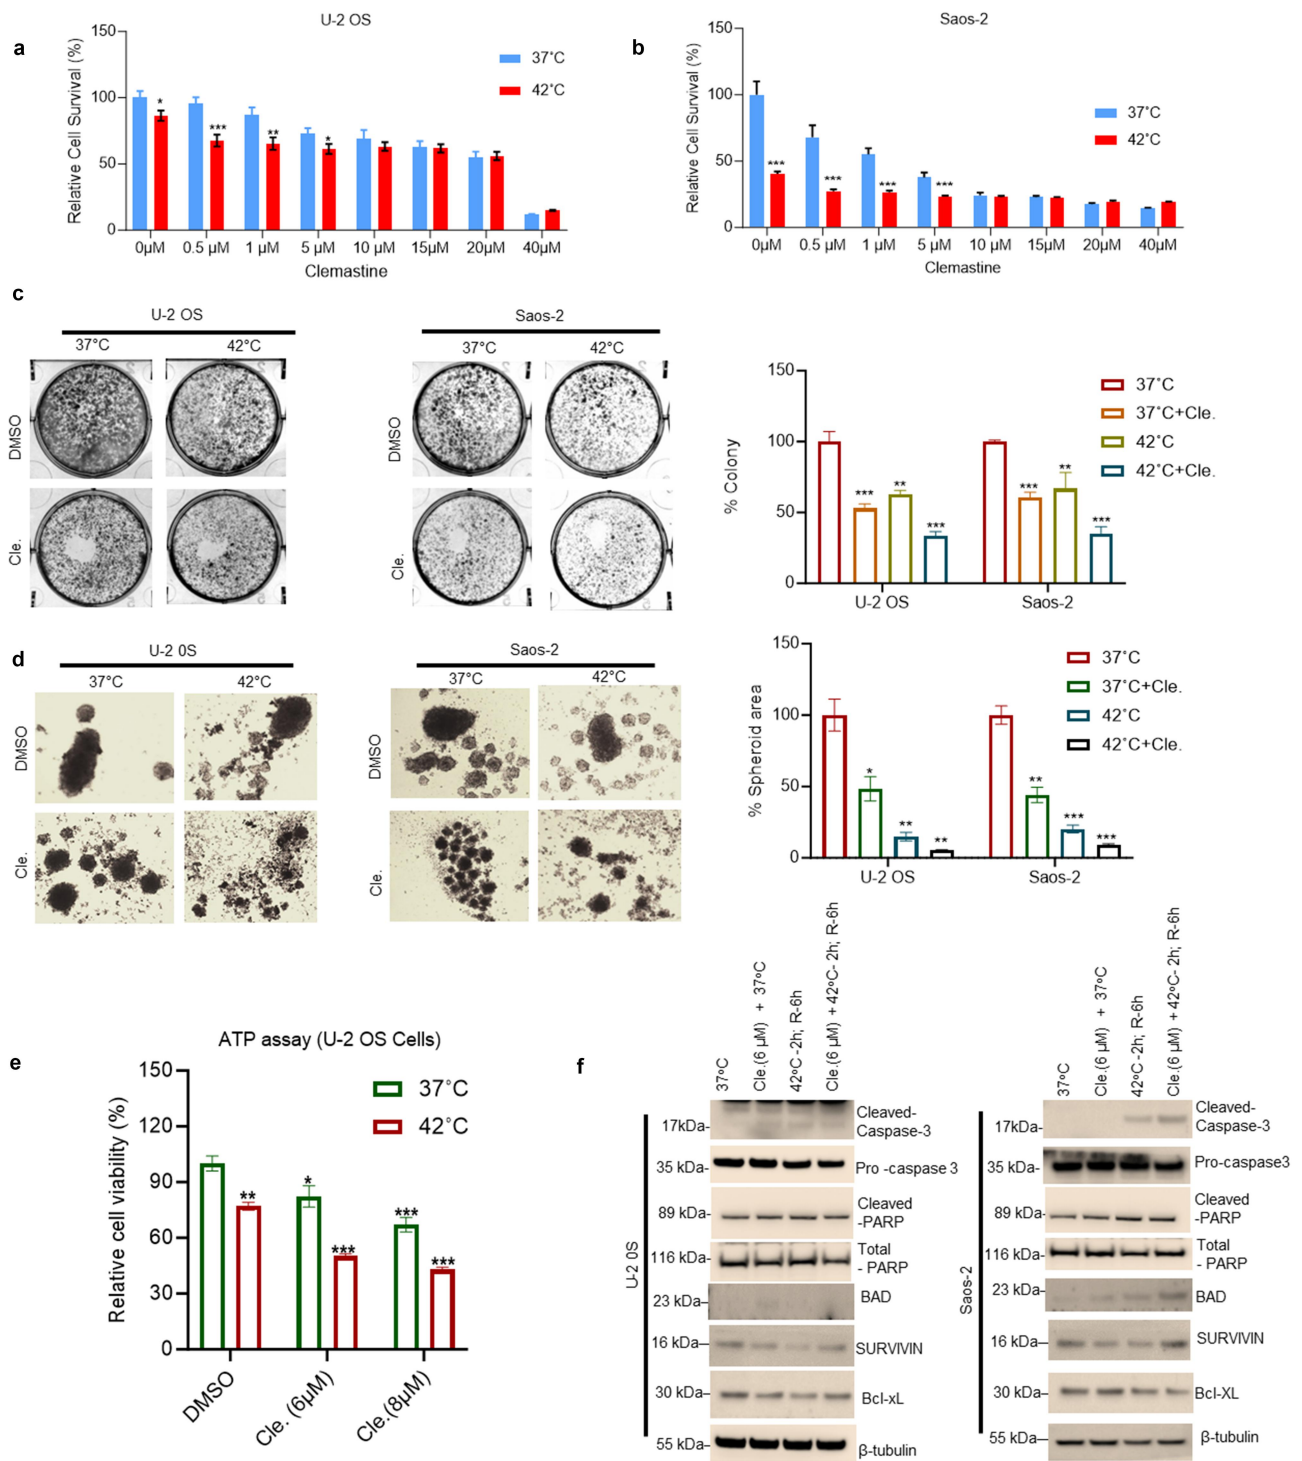 a
U-2 OS
Relative Cell Survival (%)
150
100
50
0
*
***
**
*
37˚C
42˚C
0µM 0.5 µM 1 µM 5 µM 10 µM 15µM 20µM 40µM
Clemastine
b
Saos-2
Relative Cell Survival (%)
150
100
50
0
***
***
***
***
37˚C
42˚C
0µM 0.5 µM 1 µM 5 µM 10 µM 15µM 20µM 40µM
Clemastine
c
U-2 OS
37°C 42°C
DMSO
Cle.
Saos-2
37°C 42°C
DMSO
Cle.
% Colony
150
100
50
0
*** ** ***
*** ** ***
37˚C
37˚C+Cle.
42˚C
42˚C+Cle.
U-2 OS Saos-2
d
U-2 0S
37°C 42°C
DMSO
Cle.
Saos-2
37°C 42°C
DMSO
Cle.
% Spheroid area
150
100
50
0
* ** **
** *** ***
37˚C
37˚C+Cle.
42˚C
42˚C+Cle.
U-2 OS Saos-2
e
ATP assay (U-2 OS Cells)
Relative cell viability (%)
150
120
90
60
30
0
**
*
***
***
***
37˚C
42˚C
DMSO Cle. (6µM) Cle.(8µM)
f
37ºC
Cle.(6 µM) + 37ºC
42ºC -2h; R-6h
Cle.(6 µM) + 42ºC- 2h; R-6h
U-2 0S
17kDa- Cleaved-
Caspase-3
35 kDa- Pro -caspase 3
89 kDa- Cleaved
-PARP
116 kDa- Total
- PARP
23 kDa- BAD
16 kDa- SURVIVIN
30 kDa- Bcl-xL
55 kDa- β-tubulin
37ºC
Cle.(6 µM) + 37ºC
42ºC -2h; R-6h
Cle.(6 µM) + 42ºC- 2h; R-6h
Saos-2
17kDa- Cleaved-
Caspase-3
35 kDa- Pro-caspase3
89 kDa- Cleaved
-PARP
116 kDa- Total
- PARP
23 kDa- BAD
16 kDa- SURVIVIN
30 kDa- Bcl-XL
55 kDa- β-tubulin